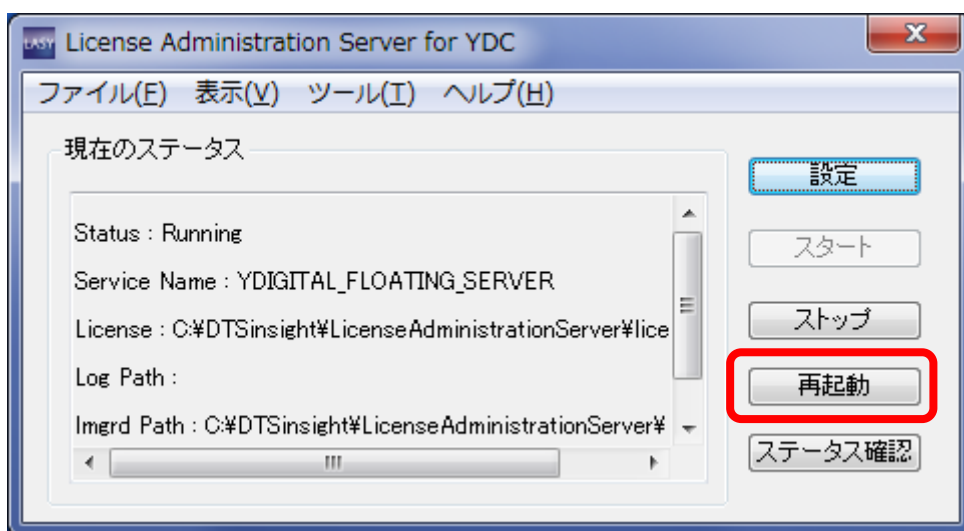 License Administration Server for YDC
ファイル(F) 表示(V) ツール(T) ヘルプ(H)
現在のステータス
Status : Running
Service Name : YDIGITAL_FLOATING_SERVER
License : C:¥DTSinsight¥LicenseAdministrationServer¥lice
Log Path :
lmgrd Path : C:¥DTSinsight¥LicenseAdministrationServer¥
設定
スタート
ストップ
再起動
ステータス確認